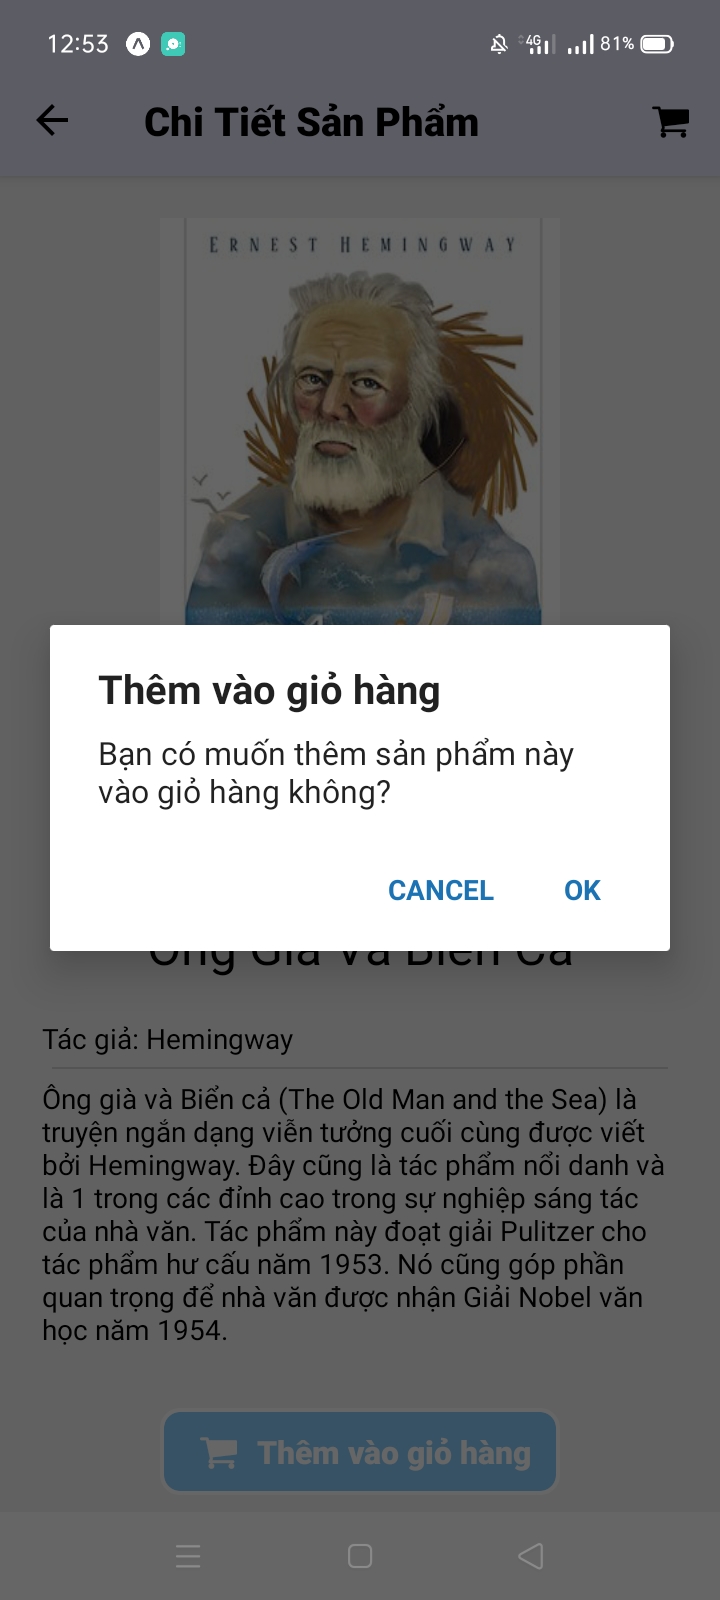 12:53
4G
81%
Chi Tiết Sản Phẩm
ERNEST HEMINGWAY
Thêm vào giỏ hàng
Bạn có muốn thêm sản phẩm này
vào giỏ hàng không?
CANCEL
OK
Ông Già Và Biển Cả
Tác giả: Hemingway
Ông già và Biển cả (The Old Man and the Sea) là
truyện ngắn dạng viễn tưởng cuối cùng được viết
bởi Hemingway. Đây cũng là tác phẩm nổi danh và
là 1 trong các đỉnh cao trong sự nghiệp sáng tác
của nhà văn. Tác phẩm này đoạt giải Pulitzer cho
tác phẩm hư cấu năm 1953. Nó cũng góp phần
quan trọng để nhà văn được nhận Giải Nobel văn
học năm 1954.
Thêm vào giỏ hàng